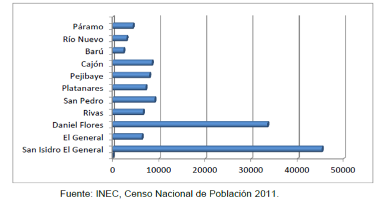 Páramo
Río Nuevo
Barú
Cajón
Pejibaye
Platanares
San Pedro
Rivas
Daniel Flores
El General
San Isidro El General
0 10000 20000 30000 40000 50000
Fuente: INEC, Censo Nacional de Población 2011.